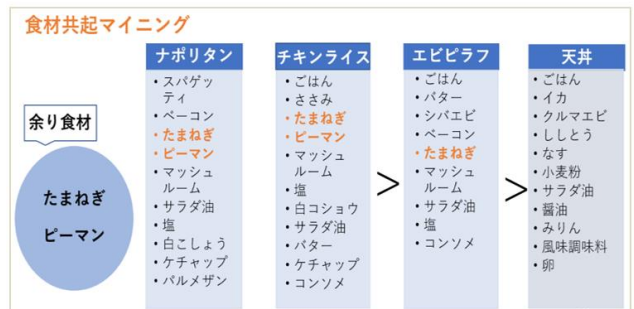 食材共起マイニング
余り食材
たまねぎ
ピーマン
ナポリタン
・スパゲッ
ティ
・ベーコン
・たまねぎ
・ピーマン
・マッシュ
ルーム
・サラダ油
・塩
・白こしょう
・ケチャップ
・パルメザン
チキンライス
・ごはん
・ささみ
・たまねぎ
・ピーマン
・マッシュ
ルーム
・塩
・白コショウ
・サラダ油
・バター
・ケチャップ
・コンソメ
>
エビピラフ
・ごはん
・バター
・シバエビ
・ベーコン
・たまねぎ
・マッシュ
ルーム
・サラダ油
・塩
・コンソメ
>
天丼
・ごはん
・イカ
・クルマエビ
・ししとう
・なす
・小麦粉
・サラダ油
・醤油
・みりん
・風味調味料
・卵